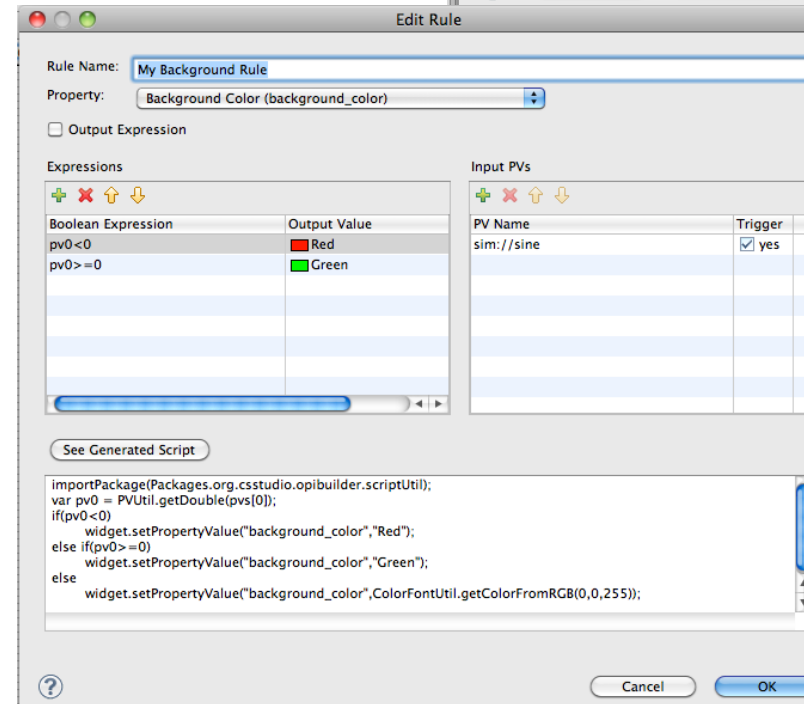 Edit Rule
Rule Name: My Background Rule
Property: Background Color (background_color)
Output Expression
Expressions
Input PVs
Boolean Expression Output Value
PV Name Trigger
pv0<0 Red
sim://sine yes
pv0>=0 Green
See Generated Script
importPackage(Packages.org.csstudio.opibuilder.scriptUtil);
var pv0 = PVUtil.getDouble(pvs[0]);
if(pv0<0)
widget.setPropertyValue("background_color","Red");
else if(pv0>=0)
widget.setPropertyValue("background_color","Green");
else
widget.setPropertyValue("background_color",ColorFontUtil.getColorFromRGB(0,0,255));
? Cancel OK